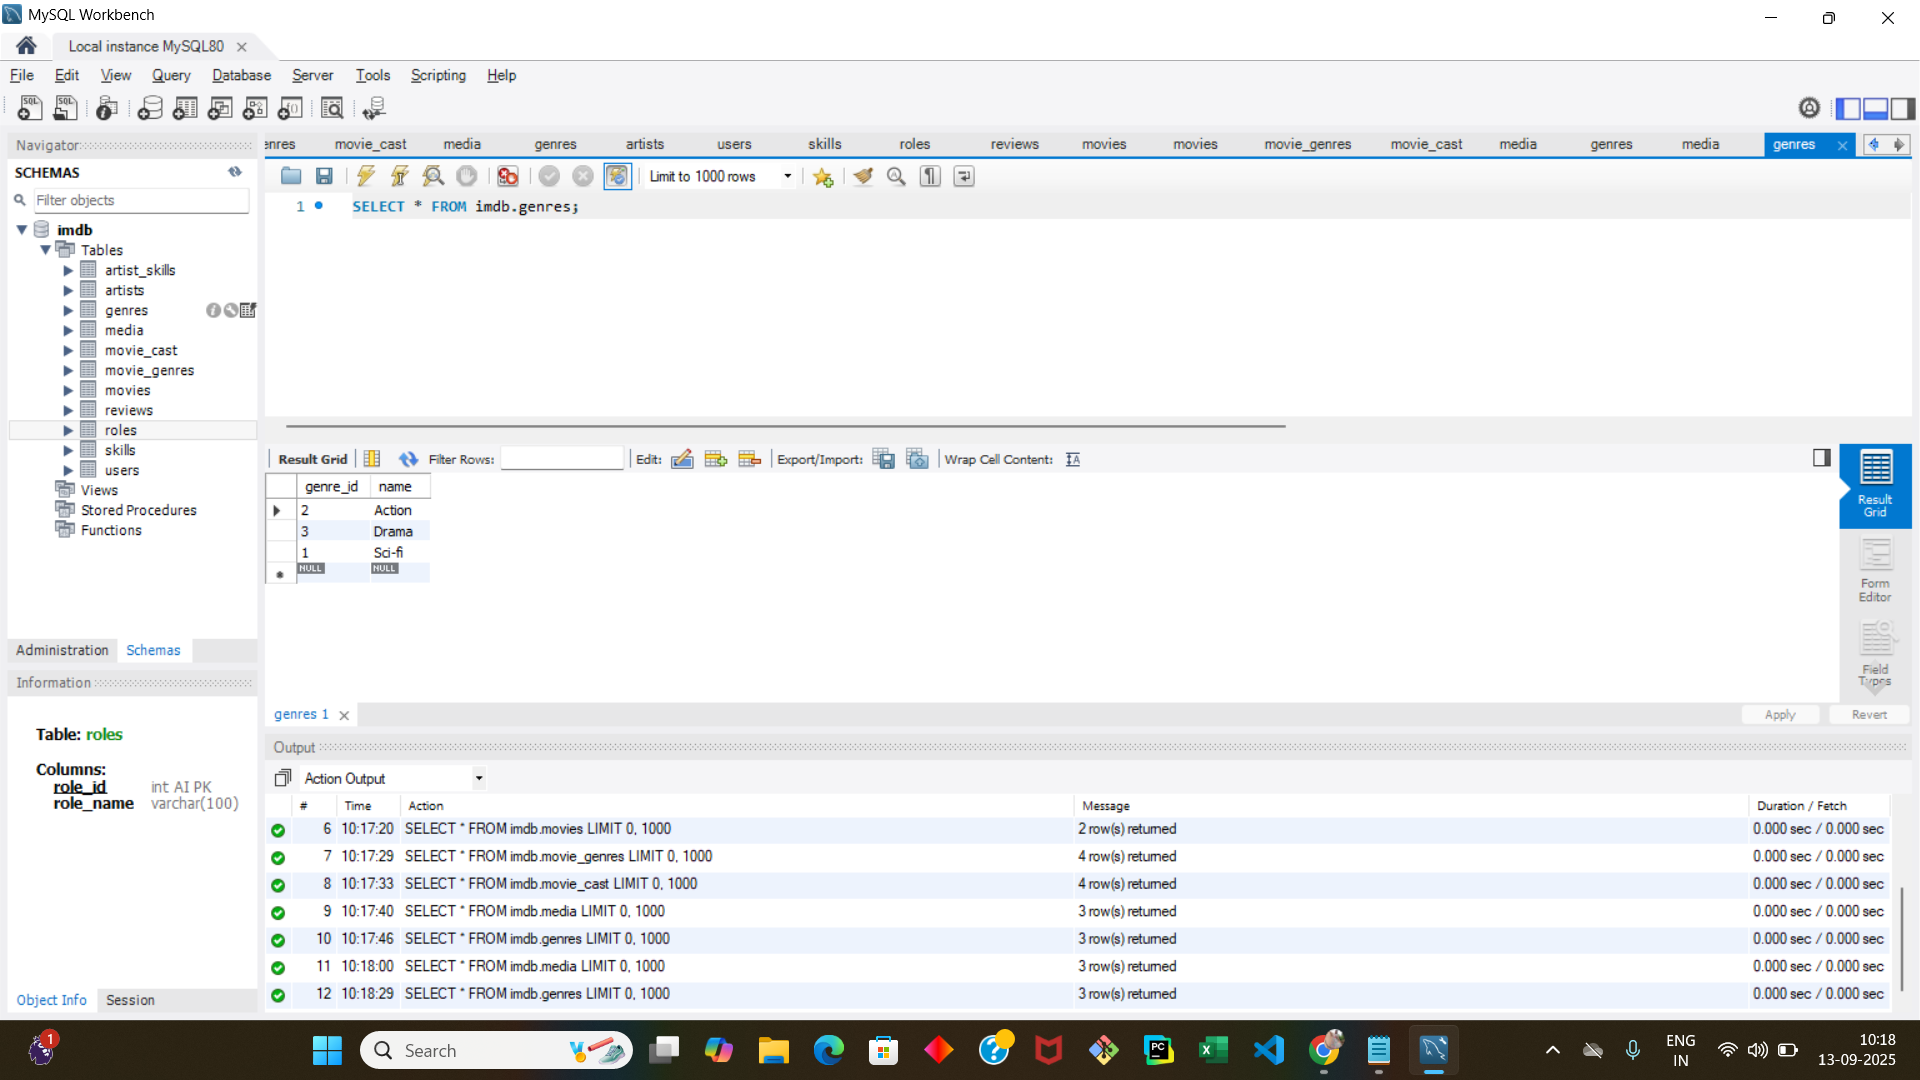 MySQL Workbench
Local instance MySQL80
File Edit View Query Database Server Tools Scripting Help
Navigator
SCHEMAS
Filter objects
imdb
Tables
artist_skills
artists
genres
media
movie_cast
movie_genres
movies
reviews
roles
skills
users
Views
Stored Procedures
Functions
Administration Schemas
Information
Table: roles
Columns:
role_id int AI PK
role_name varchar(100)
Object Info Session
enres movie_cast media genres artists users skills roles reviews movies movies movie_genres movie_cast media genres media genres
Limit to 1000 rows
1 SELECT * FROM imdb.genres;
Result Grid Filter Rows: Edit: Export/Import: Wrap Cell Content:
genre_id name
2 Action
3 Drama
1 Sci-fi
NULL NULL
Result Grid
Form Editor
Field Types
genres 1
Apply Revert
Output
Action Output
# Time Action Message Duration / Fetch
6 10:17:20 SELECT * FROM imdb.movies LIMIT 0, 1000 2 row(s) returned 0.000 sec / 0.000 sec
7 10:17:29 SELECT * FROM imdb.movie_genres LIMIT 0, 1000 4 row(s) returned 0.000 sec / 0.000 sec
8 10:17:33 SELECT * FROM imdb.movie_cast LIMIT 0, 1000 4 row(s) returned 0.000 sec / 0.000 sec
9 10:17:40 SELECT * FROM imdb.media LIMIT 0, 1000 3 row(s) returned 0.000 sec / 0.000 sec
10 10:17:46 SELECT * FROM imdb.genres LIMIT 0, 1000 3 row(s) returned 0.000 sec / 0.000 sec
11 10:18:00 SELECT * FROM imdb.media LIMIT 0, 1000 3 row(s) returned 0.000 sec / 0.000 sec
12 10:18:29 SELECT * FROM imdb.genres LIMIT 0, 1000 3 row(s) returned 0.000 sec / 0.000 sec
1
Search
PC
ENG
IN
10:18
13-09-2025